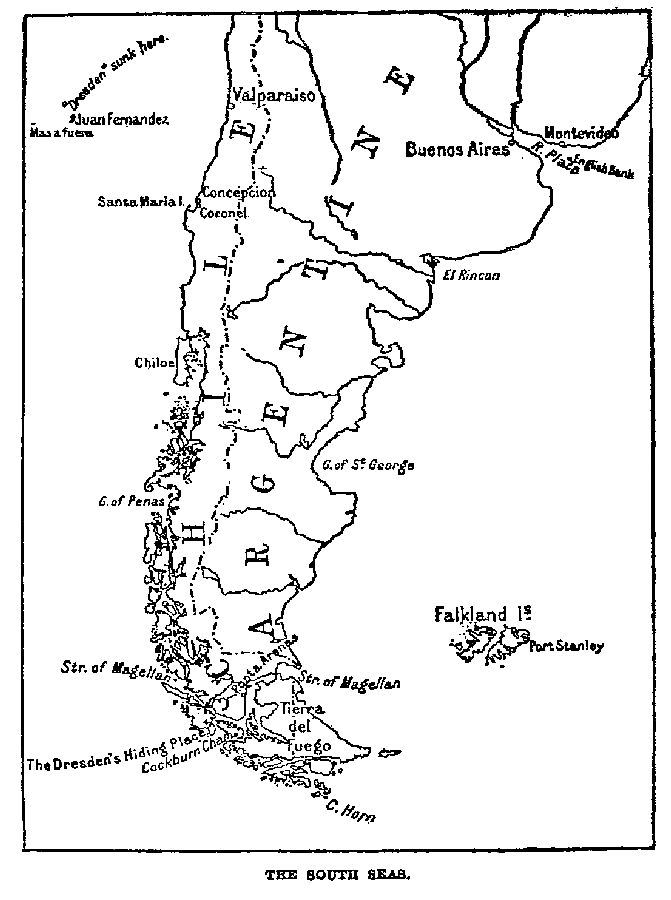 "Dresden" sunk here.
Juan Fernandez
Mas a fuera
Valparaiso
Buenos Aires
Montevideo
R. Plata
English Bank
Concepcion
Santa Maria I.
Coronel
El Rincon
Chiloe
G. of St. George
G. of Penas
CHILE
ARGENTINE
Falkland Is
Port Stanley
Punta Arenas
Str. of Magellan
Str. of Magellan
Tierra
del
fuego
The Dresden's Hiding Place
Cockburn Chan.
C. Horn
THE SOUTH SEAS.